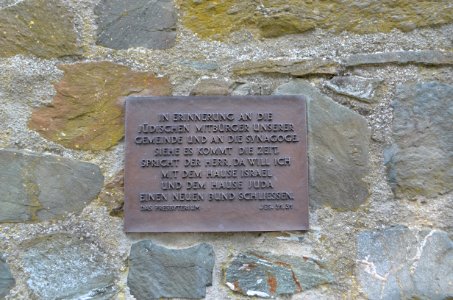 IN ERINNERUNG AN DIE
JÜDISCHEN MITBÜRGER UNSERER
GEMEINDE UND AN DIE SYNAGOGE.
SIEHE ES KOMMT DIE ZEIT,
SPRICHT DER HERR, DA WILL ICH
MIT DEM HAUSE ISRAEL
UND DEM HAUSE JUDA
EINEN NEUEN BUND SCHLIESSEN.
DAS PRESBYTERIUM